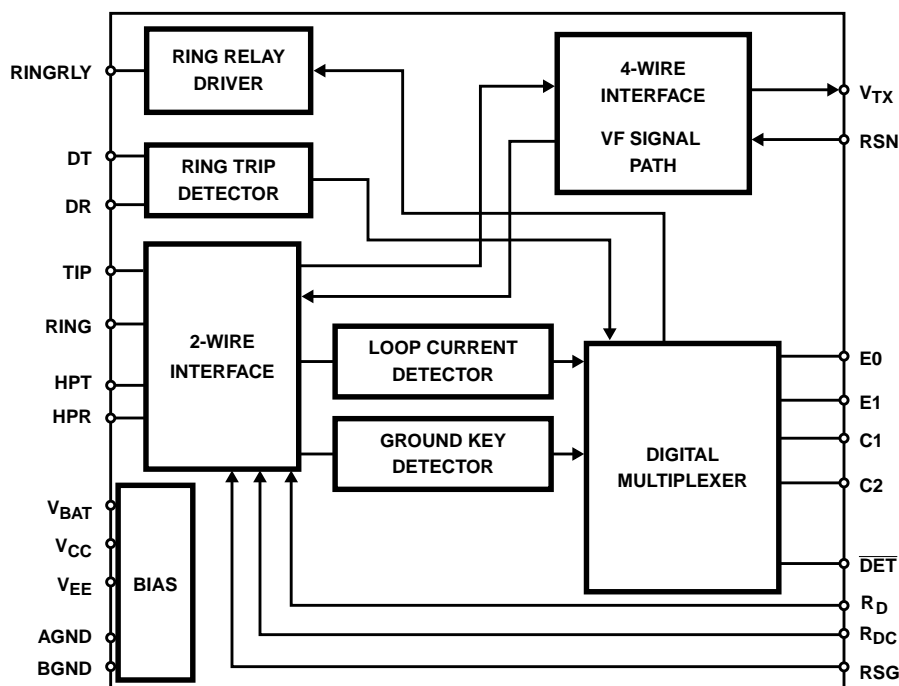 RINGRLY
RING RELAY
DRIVER
4-WIRE
INTERFACE
VF SIGNAL
PATH
VTX
RSN
DT
DR
RING TRIP
DETECTOR
TIP
RING
HPT
HPR
2-WIRE
INTERFACE
LOOP CURRENT
DETECTOR
GROUND KEY
DETECTOR
DIGITAL
MULTIPLEXER
E0
E1
C1
C2
DET
RD
RDC
RSG
VBAT
VCC
VEE
AGND
BGND
BIAS